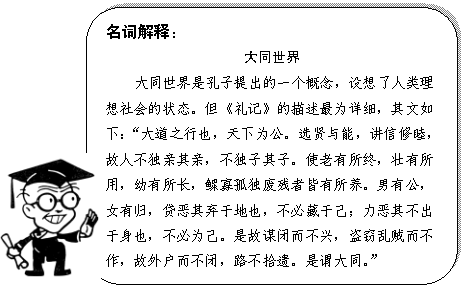 名词解释：
大同世界
大同世界是孔子提出的一个概念，设想了人类理
想社会的状态。但《礼记》的描述最为详细，其文如
下：“大道之行也，天下为公。选贤与能，讲信修睦，
故人不独亲其亲，不独子其子。使老有所终，壮有所
用，幼有所长，鳏寡孤独废残者皆有所养。男有公，
女有归，贷恶其弃于地也，不必藏于己；力恶其不出
于身也，不必为己。是故谋闭而不兴，盗窃乱贼而不
作，故外户而不闭，路不拾遗。是谓大同。”